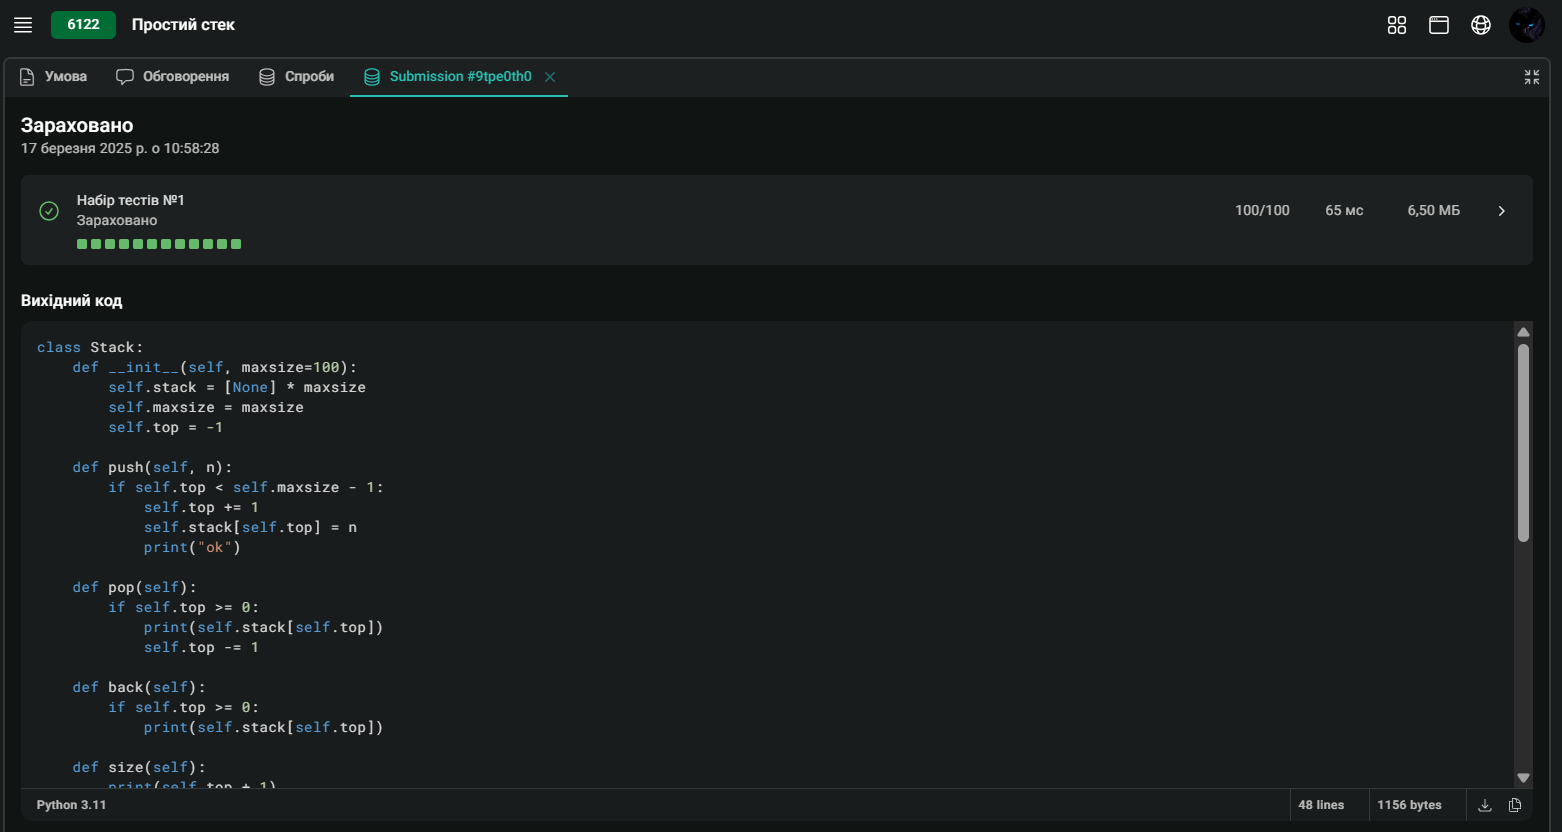 6122 Простий стек
Умова Обговорення Спроби Submission #9tpe0th0
Зараховано
17 березня 2025 р. о 10:58:28
Набір тестів №1
Зараховано
100/100 65 мс 6,50 МБ
Вихідний код
class Stack:
    def __init__(self, maxsize=100):
        self.stack = [None] * maxsize
        self.maxsize = maxsize
        self.top = -1
    def push(self, n):
        if self.top < self.maxsize - 1:
            self.top += 1
            self.stack[self.top] = n
            print("ok")
    def pop(self):
        if self.top >= 0:
            print(self.stack[self.top])
            self.top -= 1
    def back(self):
        if self.top >= 0:
            print(self.stack[self.top])
    def size(self):
        print(self.top + 1)
Python 3.11 48 lines 1156 bytes